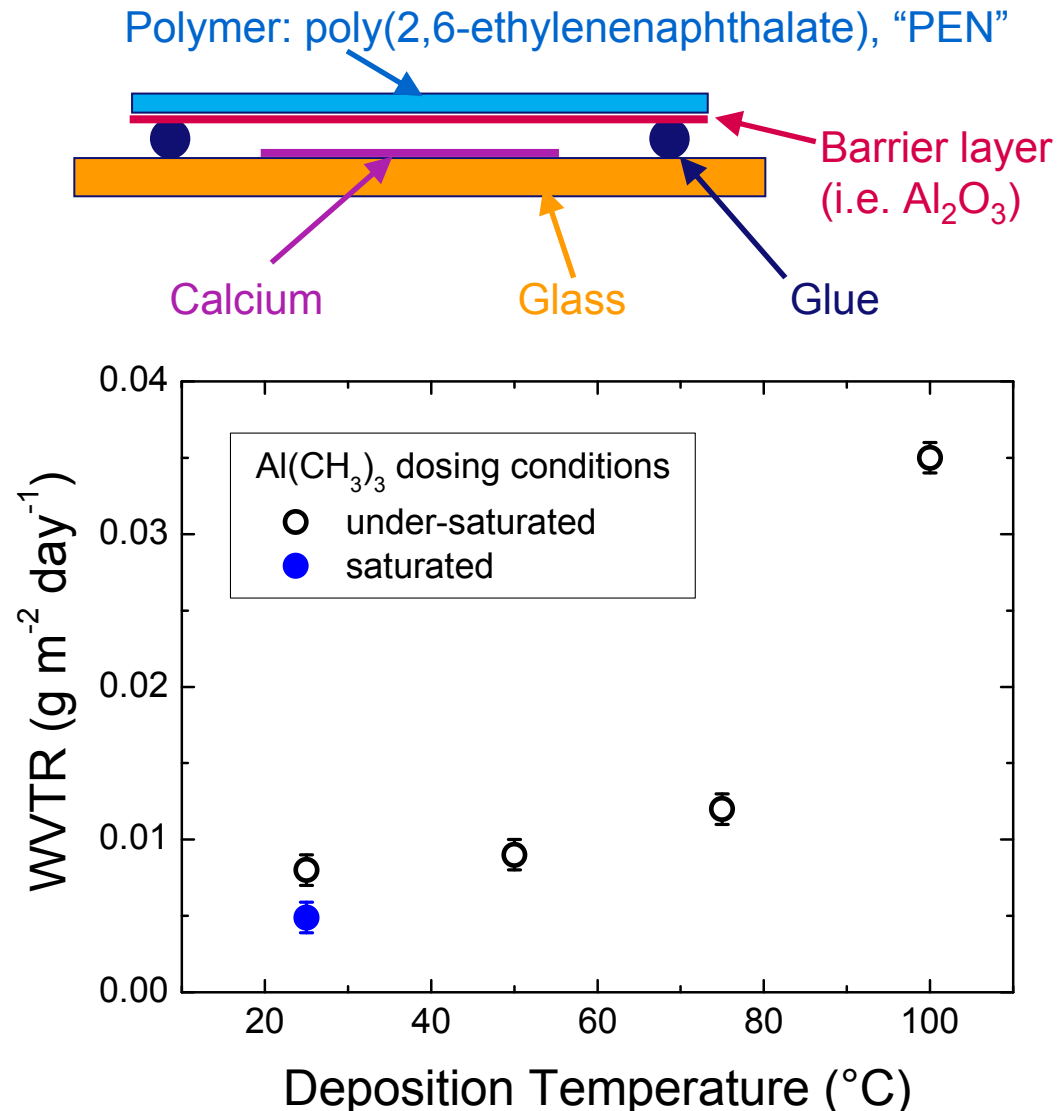 Polymer: poly(2,6-ethylenenaphthalate), “PEN”
Barrier layer
(i.e. Al₂O₃)
Calcium
Glass
Glue
0.04
0.03
0.02
0.01
0.00
WVTR (g m⁻² day⁻¹)
Al(CH₃)₃ dosing conditions
under-saturated
saturated
20 40 60 80 100
Deposition Temperature (°C)